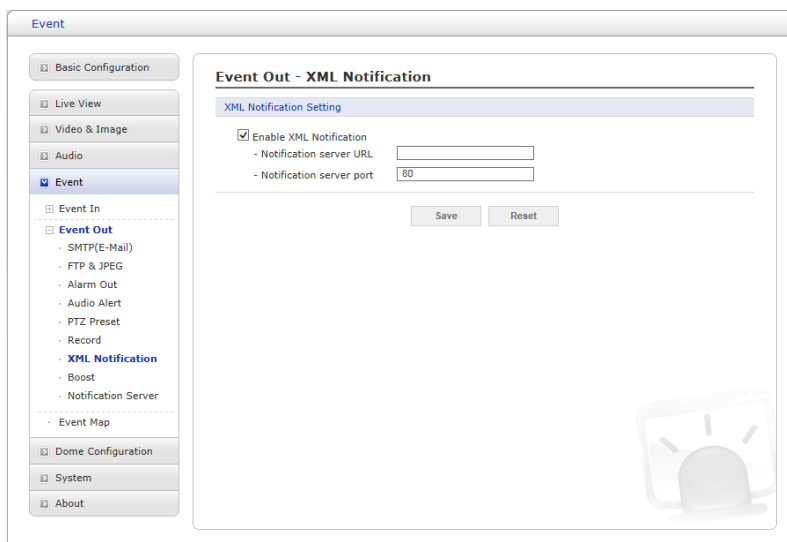 Event
Basic Configuration
Live View
Video & Image
Audio
Event
Event In
Event Out
SMTP(E-Mail)
FTP & JPEG
Alarm Out
Audio Alert
PTZ Preset
Record
XML Notification
Boost
Notification Server
Event Map
Dome Configuration
System
About
Event Out - XML Notification
XML Notification Setting
Enable XML Notification
- Notification server URL
- Notification server port 80
Save Reset